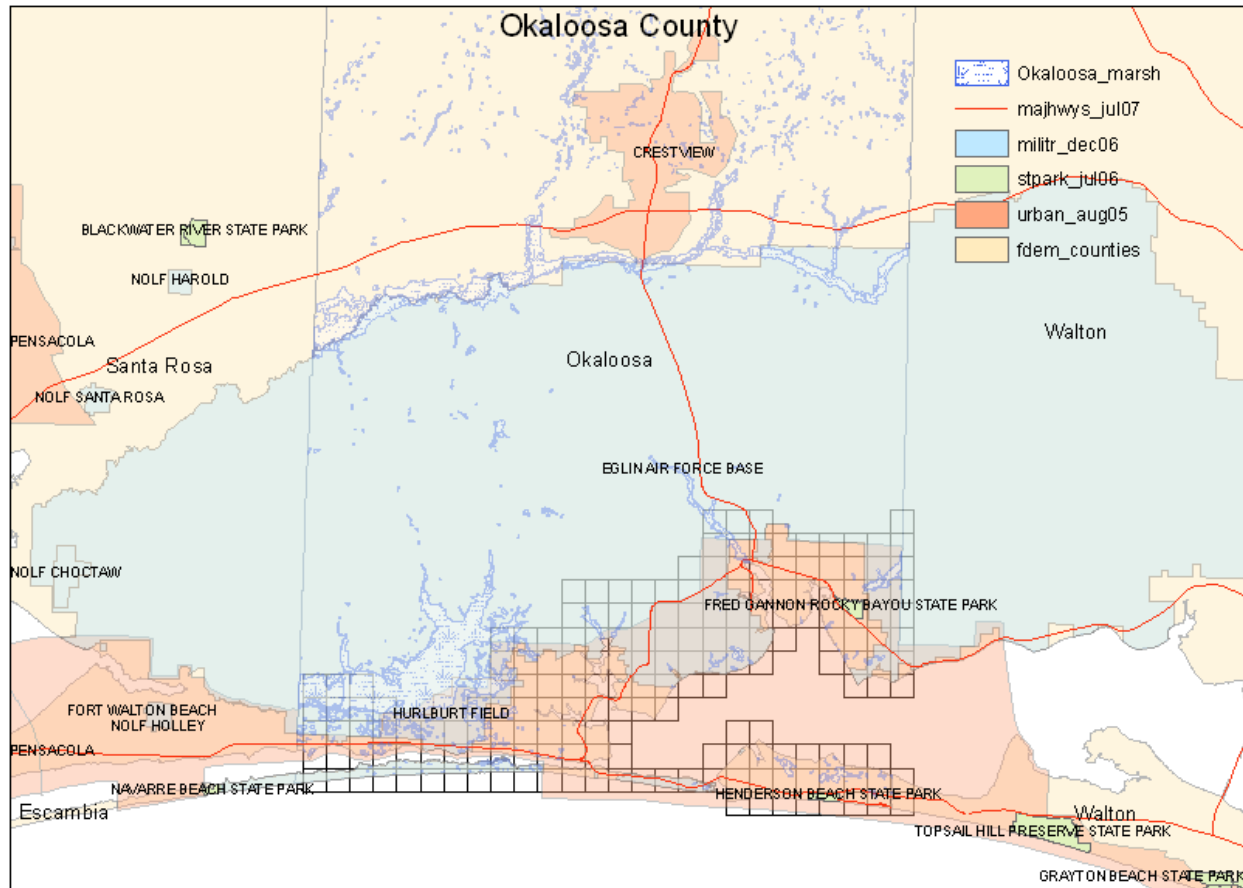 Okaloosa County
Okaloosa_marsh
majhwys_jul07
militr_dec06
stpark_jul06
urban_aug05
fdem_counties
CRESTVIEW
BLACKWATER RIVER STATE PARK
NOLF HAROLD
PENSACOLA
Santa Rosa
Okaloosa
Walton
NOLF SANTA ROSA
EGLIN AIR FORCE BASE
NOLF CHOCTAW
FRED GANNON ROCKY BAYOU STATE PARK
FORT WALTON BEACH
NOLF HOLLEY
HURLBURT FIELD
PENSACOLA
NAVARRE BEACH STATE PARK
HENDERSON BEACH STATE PARK
Escambia
Walton
TOPSAIL HILL PRESERVE STATE PARK
GRAYTON BEACH STATE PARK